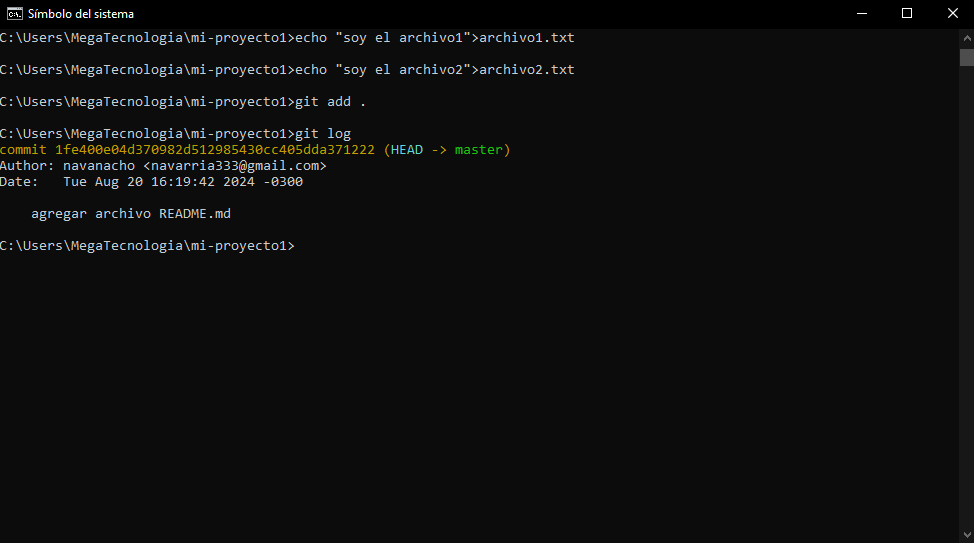 Símbolo del sistema
C:\Users\MegaTecnologia\mi-proyecto1>echo "soy el archivo1">archivo1.txt
C:\Users\MegaTecnologia\mi-proyecto1>echo "soy el archivo2">archivo2.txt
C:\Users\MegaTecnologia\mi-proyecto1>git add .
C:\Users\MegaTecnologia\mi-proyecto1>git log
commit 1fe400e04d370982d512985430cc405dda371222 (HEAD -> master)
Author: navanacho <navarria333@gmail.com>
Date:   Tue Aug 20 16:19:42 2024 -0300
    agregar archivo README.md
C:\Users\MegaTecnologia\mi-proyecto1>